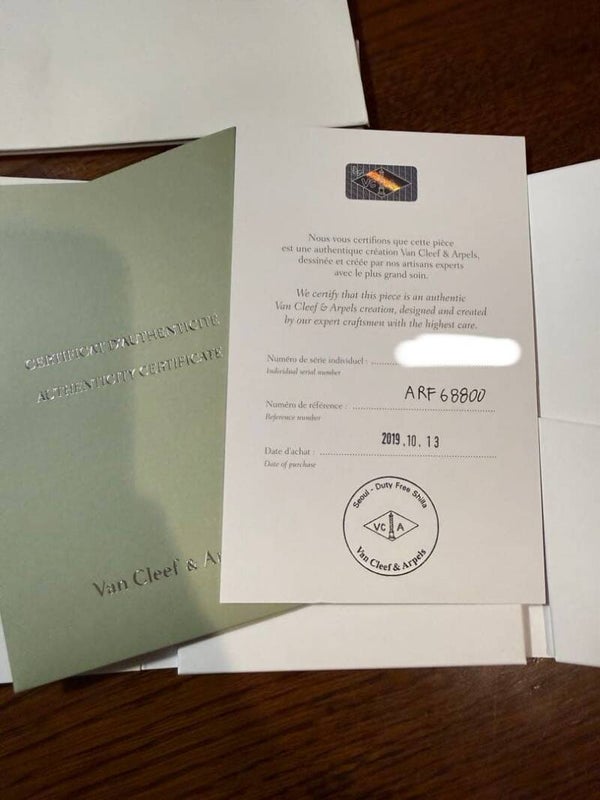 CERTIFICAT D'AUTHENTICITÉ
AUTHENTICITY CERTIFICATE
Van Cleef & A
VC A
Nous vous certifions que cette pièce
est une authentique création Van Cleef & Arpels,
dessinée et créée par nos artisans experts
avec le plus grand soin.
We certify that this piece is an authentic
Van Cleef & Arpels creation, designed and created
by our expert craftsmen with the highest care.
Numéro de série individuel :
Individual serial number
Numéro de référence : ARF68800
Reference number
Date d'achat : 2019.10.13
Date of purchase
Seoul - Duty Free Shilla
VC A
Van Cleef & Arpels